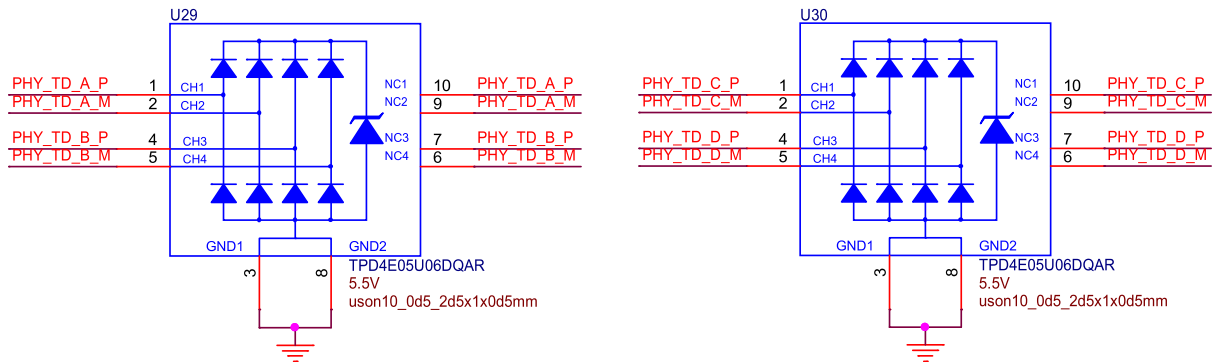 U29
PHY_TD_A_P 1 CH1 NC1 10 PHY_TD_A_P
PHY_TD_A_M 2 CH2 NC2 9 PHY_TD_A_M
PHY_TD_B_P 4 CH3 NC3 7 PHY_TD_B_P
PHY_TD_B_M 5 CH4 NC4 6 PHY_TD_B_M
GND1 GND2
3 8
TPD4E05U06DQAR
5.5V
uson10_0d5_2d5x1x0d5mm
U30
PHY_TD_C_P 1 CH1 NC1 10 PHY_TD_C_P
PHY_TD_C_M 2 CH2 NC2 9 PHY_TD_C_M
PHY_TD_D_P 4 CH3 NC3 7 PHY_TD_D_P
PHY_TD_D_M 5 CH4 NC4 6 PHY_TD_D_M
GND1 GND2
3 8
TPD4E05U06DQAR
5.5V
uson10_0d5_2d5x1x0d5mm